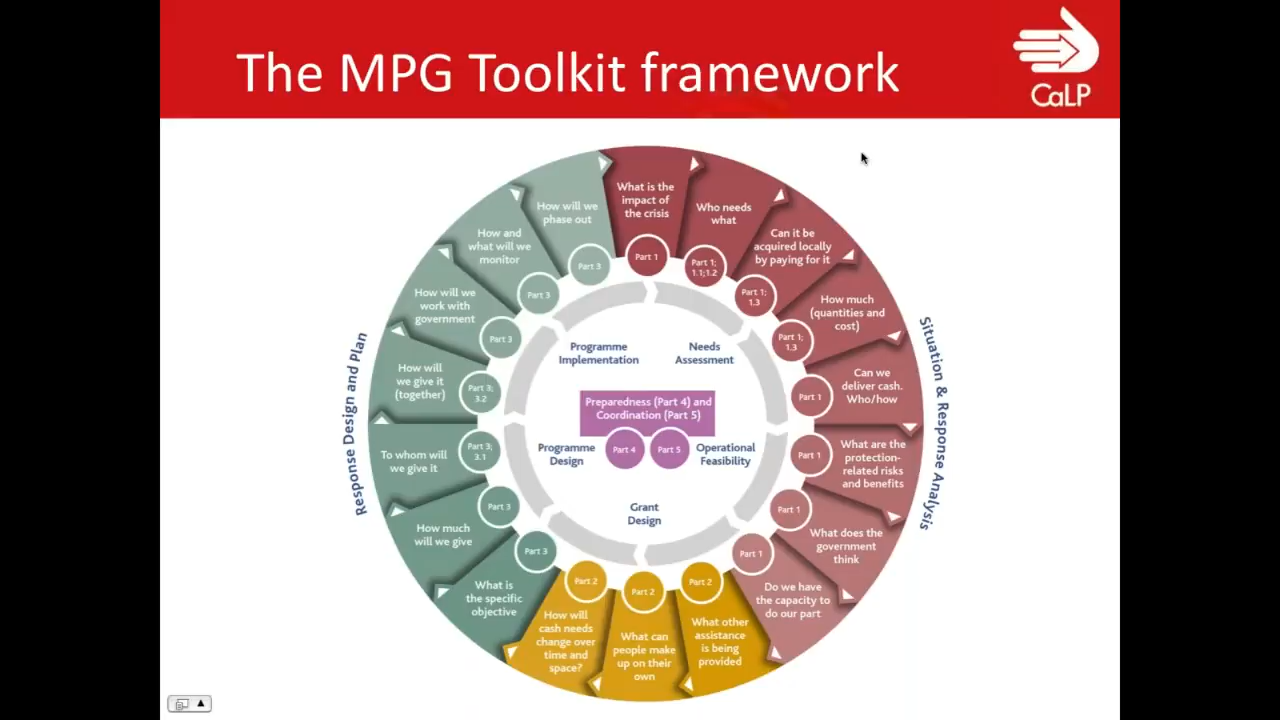 The MPG Toolkit framework
CaLP
What is the
impact of
the crisis
Part 1
Who needs
what
Part 1;
1.1;1.2
Can it be
acquired locally
by paying for it
Part 1;
1.3
How much
(quantities and
cost)
Part 1;
1.3
Can we
deliver cash.
Who/how
Part 1
What are the
protection-
related risks
and benefits
Part 1
What does the
government
think
Part 1
Do we have
the capacity to
do our part
Part 1
What other
assistance
is being
provided
Part 2
What can
people make
up on their
own
Part 2
How will
cash needs
change over
time and
space?
Part 2
What is
the specific
objective
Part 3
How much
will we give
Part 3
To whom will
we give it
Part 3;
3.1
How will
we give it
(together)
Part 3;
3.2
How will we
work with
government
Part 3
How and
what will we
monitor
Part 3
How will we
phase out
Part 3
Situation & Response Analysis
Response Design and Plan
Programme
Implementation
Needs
Assessment
Preparedness (Part 4) and
Coordination (Part 5)
Part 4
Part 5
Programme
Design
Operational
Feasibility
Grant
Design